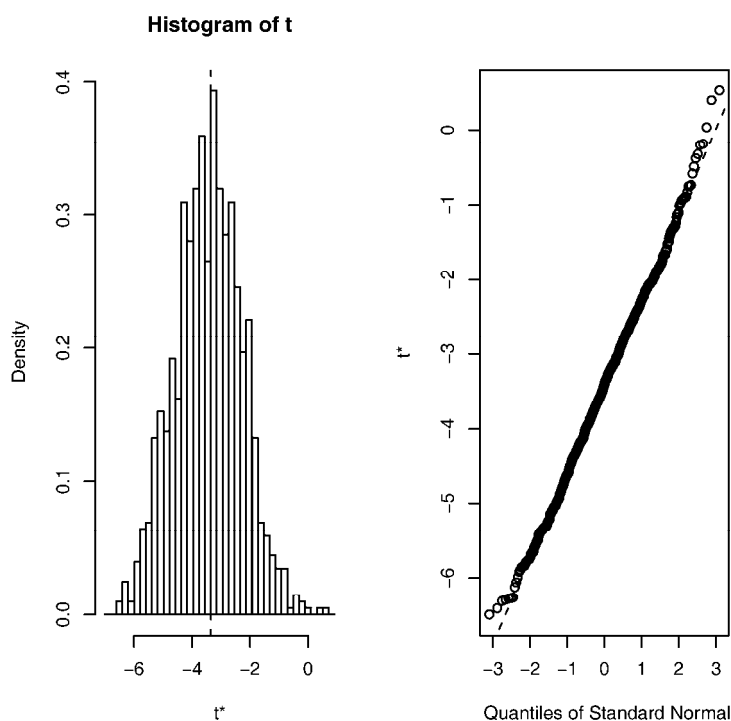 Histogram of t
Density
0.0 0.1 0.2 0.3 0.4
−6 −4 −2 0
t*
t*
−6 −5 −4 −3 −2 −1 0
−3 −2 −1 0 1 2 3
Quantiles of Standard Normal